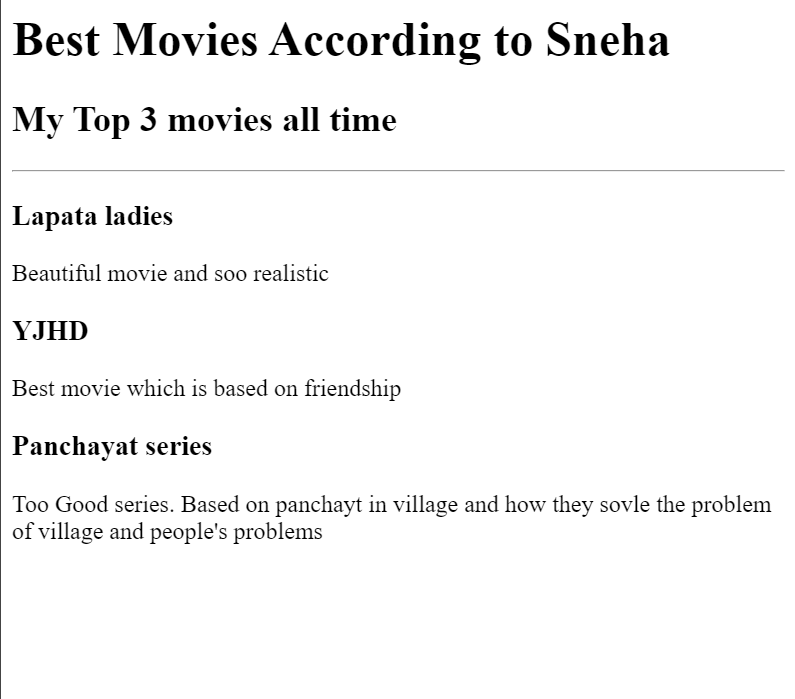 Best Movies According to Sneha
My Top 3 movies all time
Lapata ladies
Beautiful movie and soo realistic
YJHD
Best movie which is based on friendship
Panchayat series
Too Good series. Based on panchayt in village and how they sovle the problem
of village and people's problems